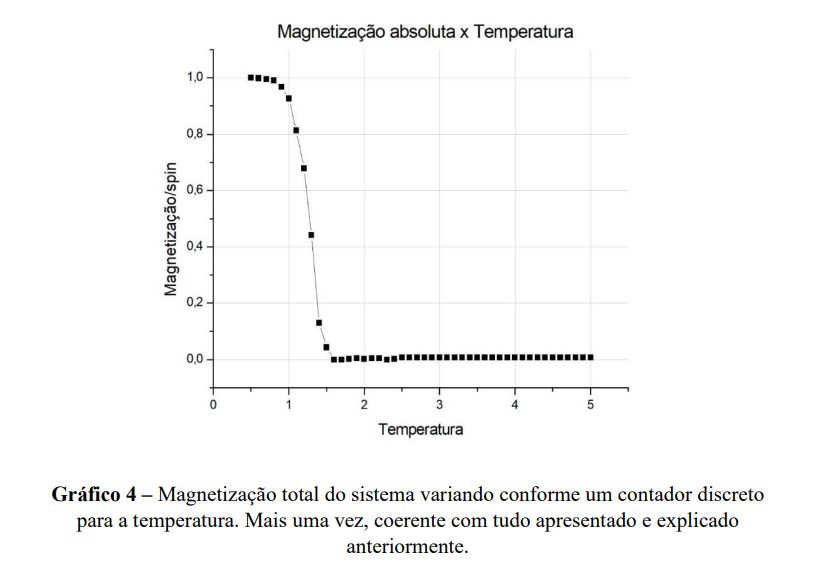 Magnetização absoluta x Temperatura
1,0
0,8
0,6
0,4
0,2
0,0
Magnetização/spin
0 1 2 3 4 5
Temperatura
Gráfico 4 – Magnetização total do sistema variando conforme um contador discreto
para a temperatura. Mais uma vez, coerente com tudo apresentado e explicado
anteriormente.